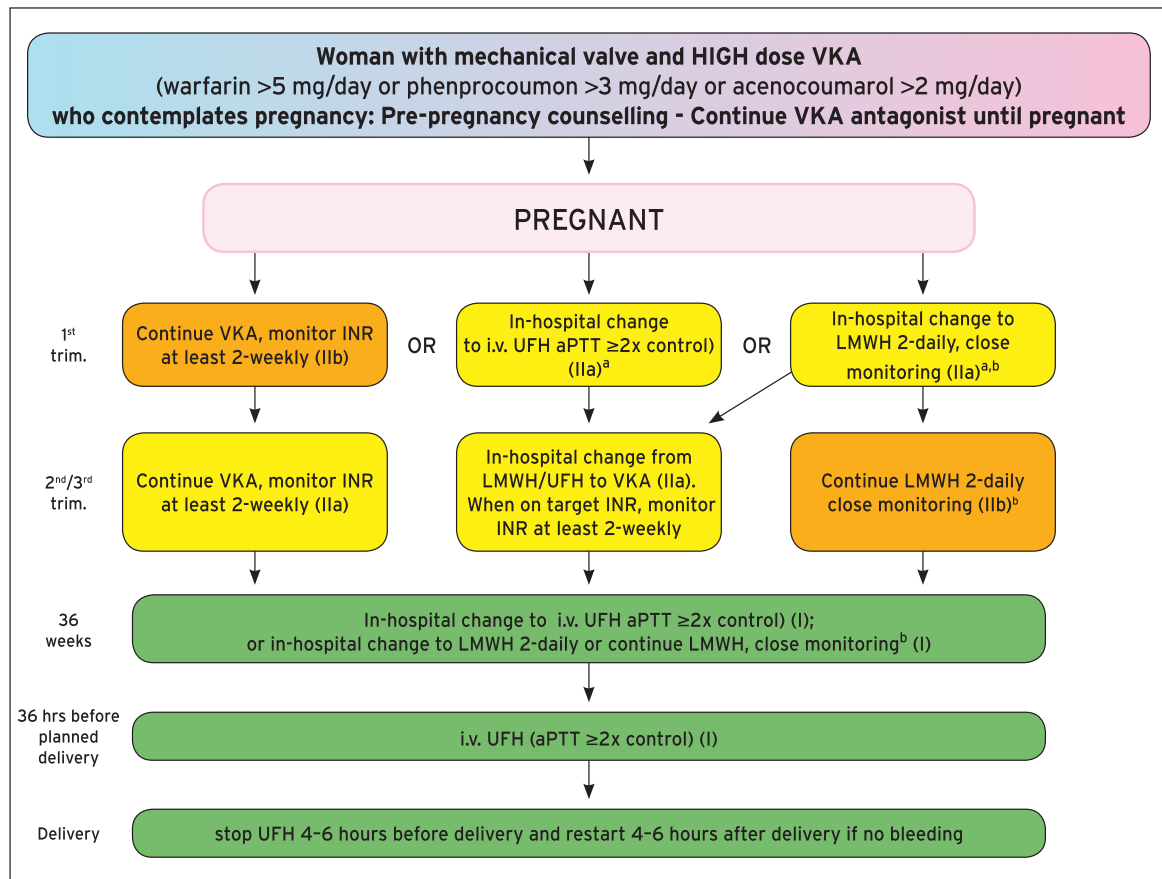 Woman with mechanical valve and HIGH dose VKA
(warfarin >5 mg/day or phenprocoumon >3 mg/day or acenocoumarol >2 mg/day)
who contemplates pregnancy: Pre-pregnancy counselling - Continue VKA antagonist until pregnant
PREGNANT
1st
trim.
Continue VKA, monitor INR
at least 2-weekly (IIb)
OR
In-hospital change
to i.v. UFH aPTT ≥2x control)
(IIa)a
OR
In-hospital change to
LMWH 2-daily, close
monitoring (IIa)a,b
2nd/3rd
trim.
Continue VKA, monitor INR
at least 2-weekly (IIa)
In-hospital change from
LMWH/UFH to VKA (IIa).
When on target INR, monitor
INR at least 2-weekly
Continue LMWH 2-daily
close monitoring (IIb)b
36
weeks
In-hospital change to i.v. UFH aPTT ≥2x control) (I);
or in-hospital change to LMWH 2-daily or continue LMWH, close monitoringb (I)
36 hrs before
planned
delivery
i.v. UFH (aPTT ≥2x control) (I)
Delivery
stop UFH 4–6 hours before delivery and restart 4–6 hours after delivery if no bleeding